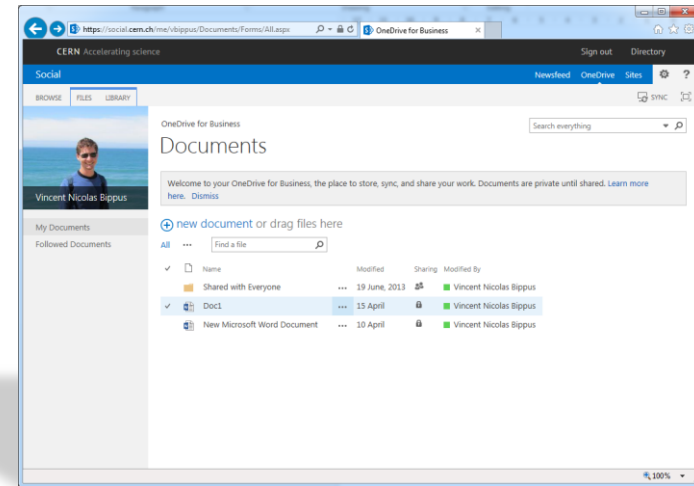 https://social.cern.ch/me/vbippus/Documents/Forms/All.aspx
OneDrive for Business
CERN Accelerating science
Sign out Directory
Social
Newsfeed OneDrive Sites ?
BROWSE FILES LIBRARY
SYNC
OneDrive for Business
Search everything
Documents
Welcome to your OneDrive for Business, the place to store, sync, and share your work. Documents are private until shared. Learn more
here. Dismiss
Vincent Nicolas Bippus
My Documents
Followed Documents
new document or drag files here
All ••• Find a file
Name Modified Sharing Modified By
Shared with Everyone ••• 19 June, 2013 Vincent Nicolas Bippus
Doc1 ••• 15 April Vincent Nicolas Bippus
New Microsoft Word Document ••• 10 April Vincent Nicolas Bippus
100%